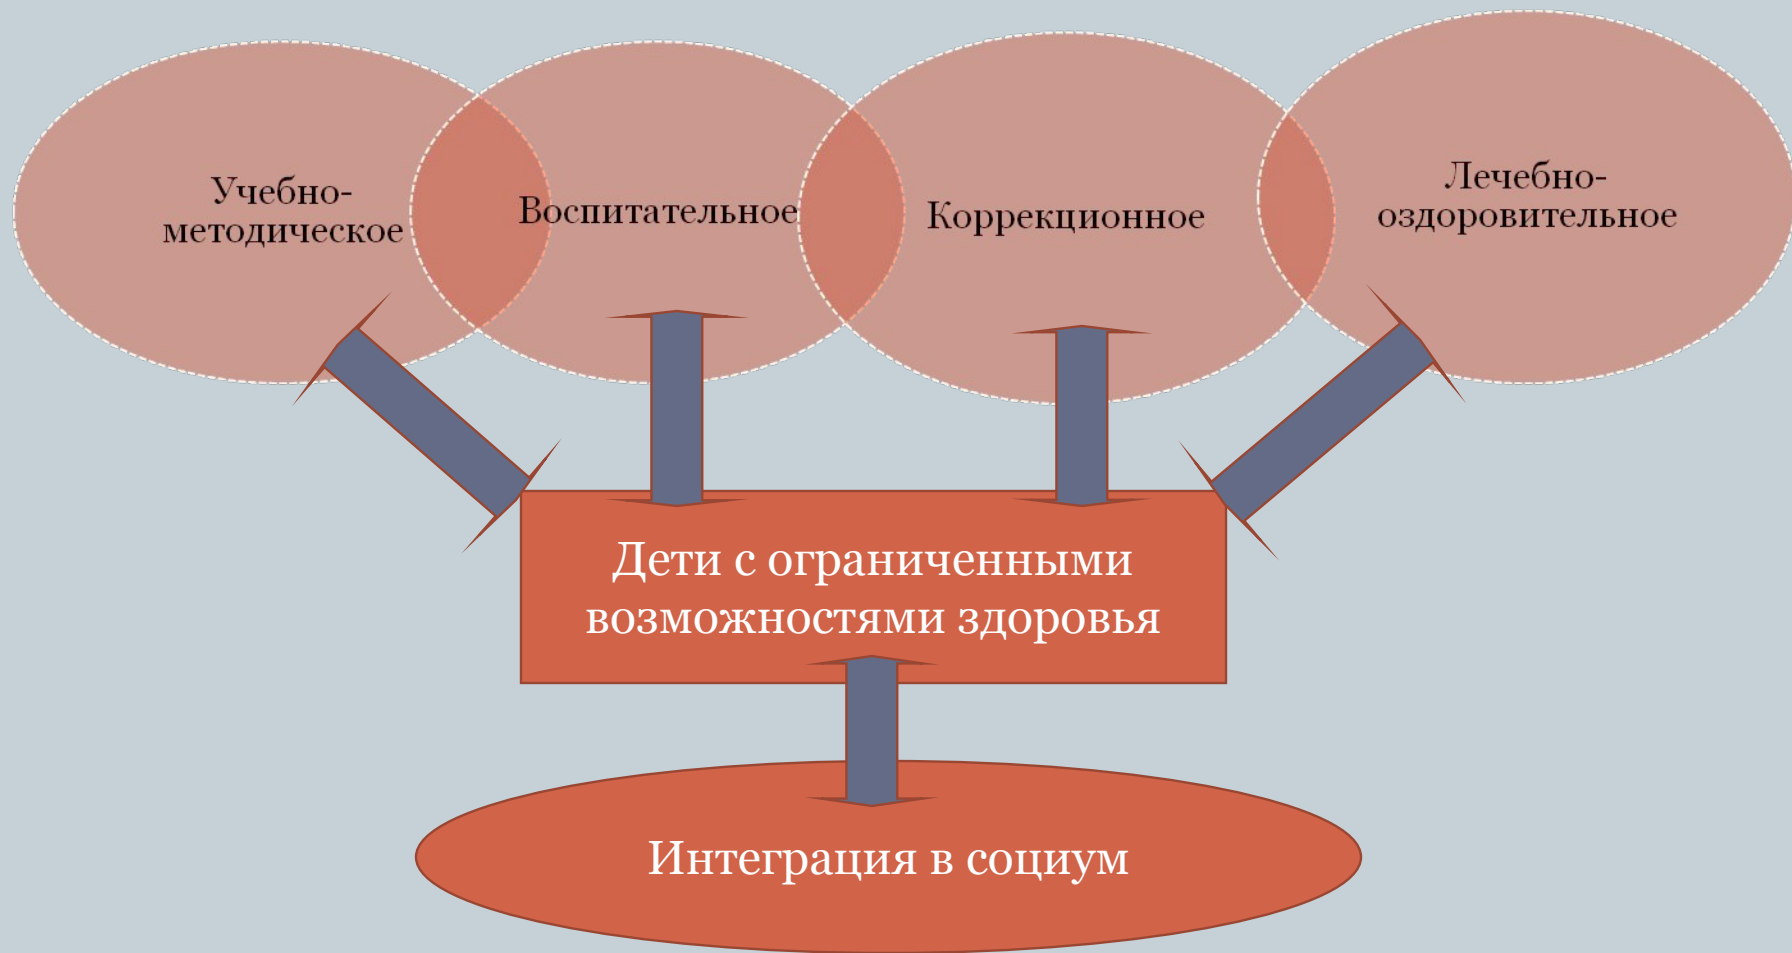 Учебно-
методическое
Воспитательное
Коррекционное
Лечебно-
оздоровительное
Дети с ограниченными
возможностями здоровья
Интеграция в социум